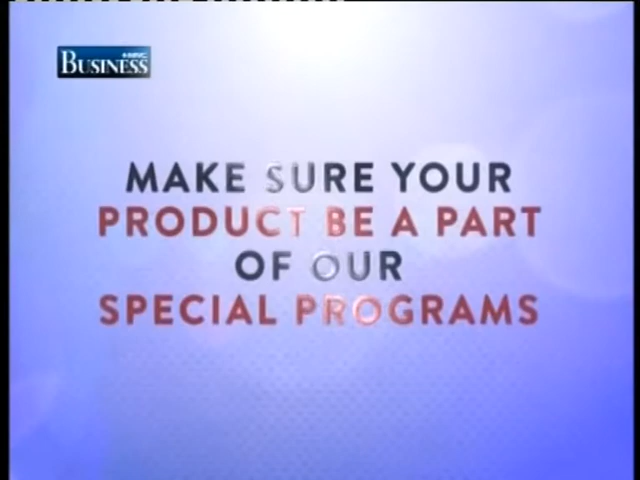 BUSINESS
MAKE SURE YOUR
PRODUCT BE A PART
OF OUR
SPECIAL PROGRAMS